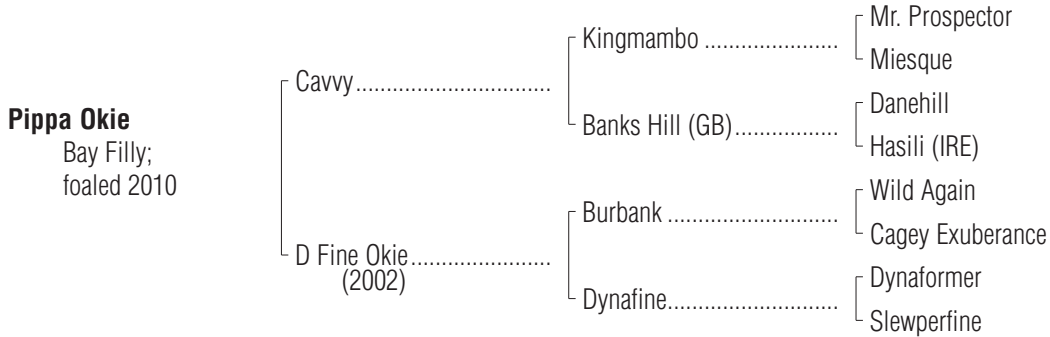 Pippa Okie
Bay Filly;
foaled 2010
Cavvy
D Fine Okie
(2002)
Kingmambo
Banks Hill (GB)
Burbank
Dynafine
Mr. Prospector
Miesque
Danehill
Hasili (IRE)
Wild Again
Cagey Exuberance
Dynaformer
Slewperfine